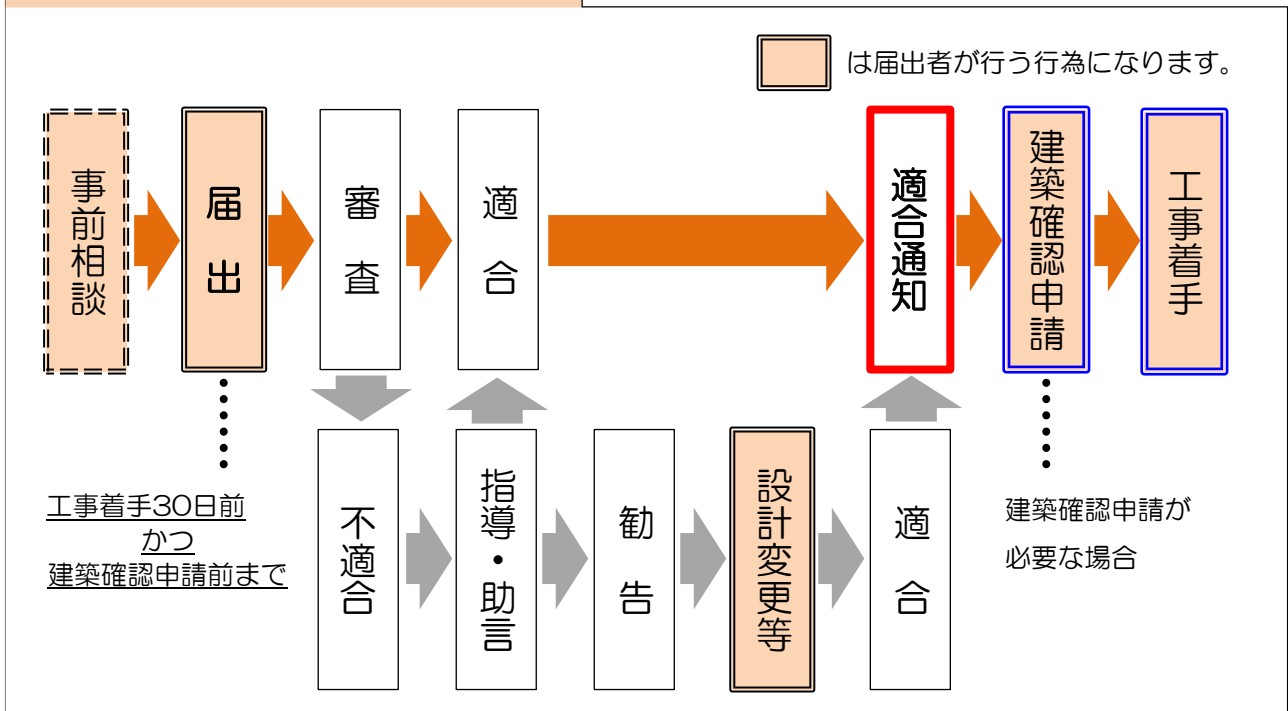 は届出者が行う行為になります。
事前相談
届出
審査
適合
適合通知
建築確認申請
工事着手
工事着手30日前
かつ
建築確認申請前まで
不適合
指導・助言
勧告
設計変更等
適合
建築確認申請が
必要な場合